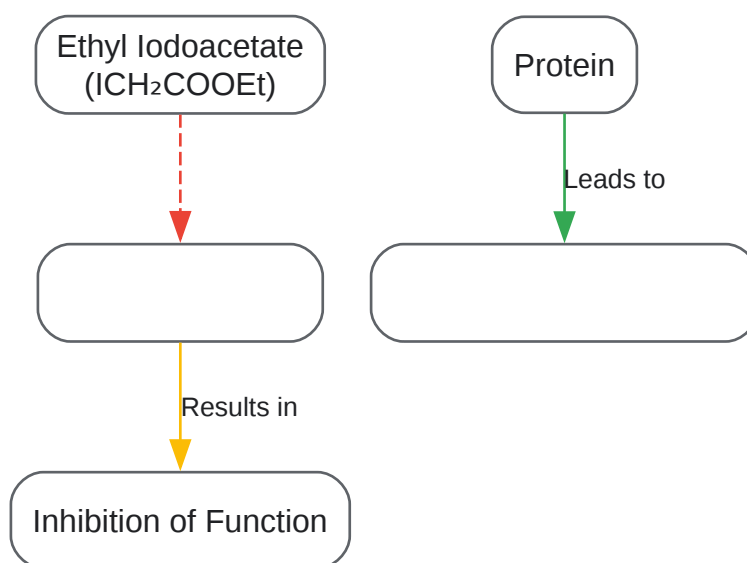 Ethyl Iodoacetate
(ICH₂COOEt)
Protein
Leads to
Results in
Inhibition of Function